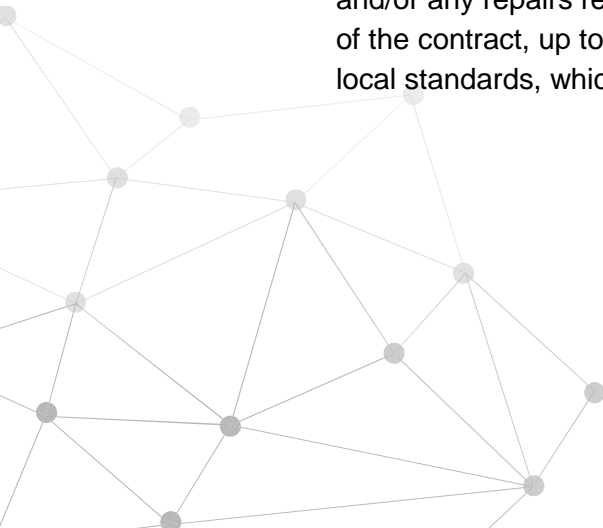 and/or any repairs
of the contract, up to
local standards,